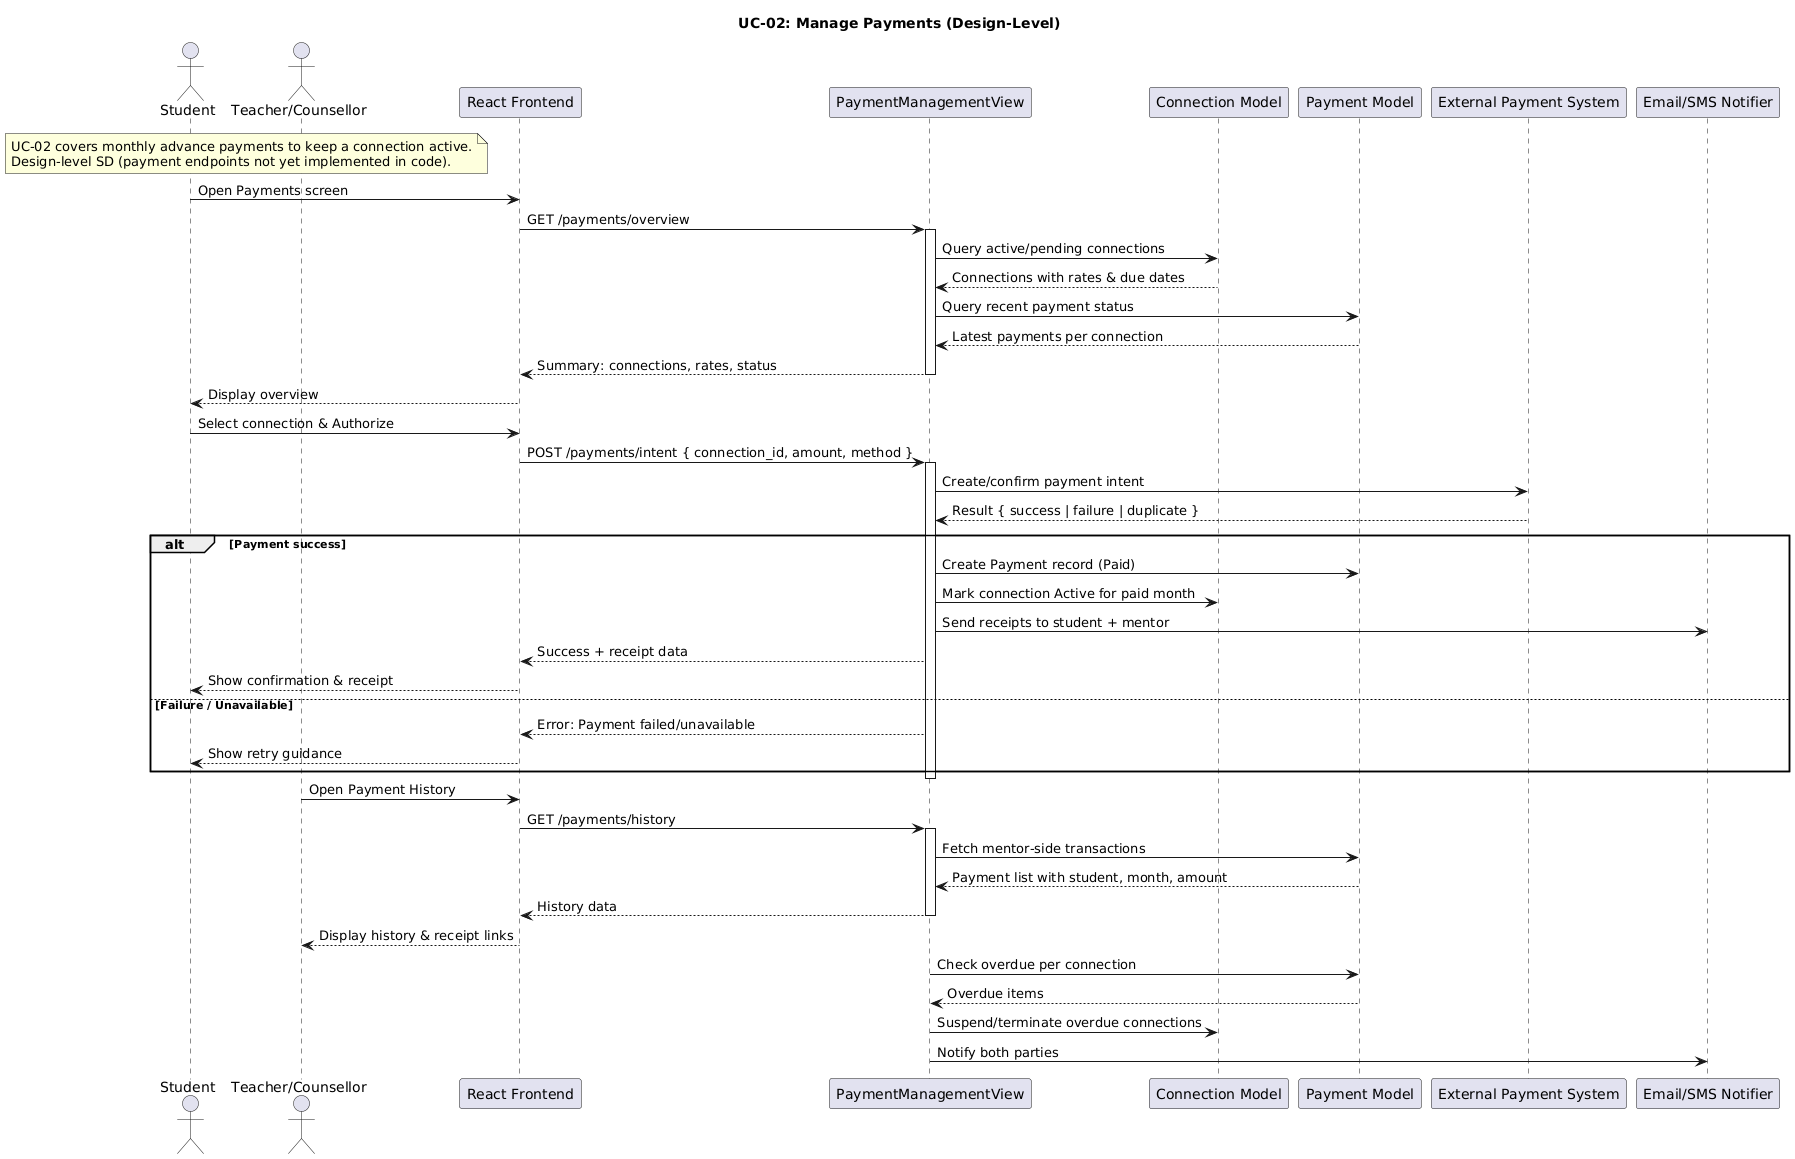 UC-02: Manage Payments (Design-Level)
Student
Teacher/Counsellor
React Frontend
PaymentManagementView
Connection Model
Payment Model
External Payment System
Email/SMS Notifier
UC-02 covers monthly advance payments to keep a connection active.
Design-level SD (payment endpoints not yet implemented in code).
Open Payments screen
GET /payments/overview
Query active/pending connections
Connections with rates & due dates
Query recent payment status
Latest payments per connection
Summary: connections, rates, status
Display overview
Select connection & Authorize
POST /payments/intent { connection_id, amount, method }
Create/confirm payment intent
Result { success | failure | duplicate }
alt
[Payment success]
Create Payment record (Paid)
Mark connection Active for paid month
Send receipts to student + mentor
Success + receipt data
Show confirmation & receipt
[Failure / Unavailable]
Error: Payment failed/unavailable
Show retry guidance
Open Payment History
GET /payments/history
Fetch mentor-side transactions
Payment list with student, month, amount
History data
Display history & receipt links
Check overdue per connection
Overdue items
Suspend/terminate overdue connections
Notify both parties
Student
Teacher/Counsellor
React Frontend
PaymentManagementView
Connection Model
Payment Model
External Payment System
Email/SMS Notifier